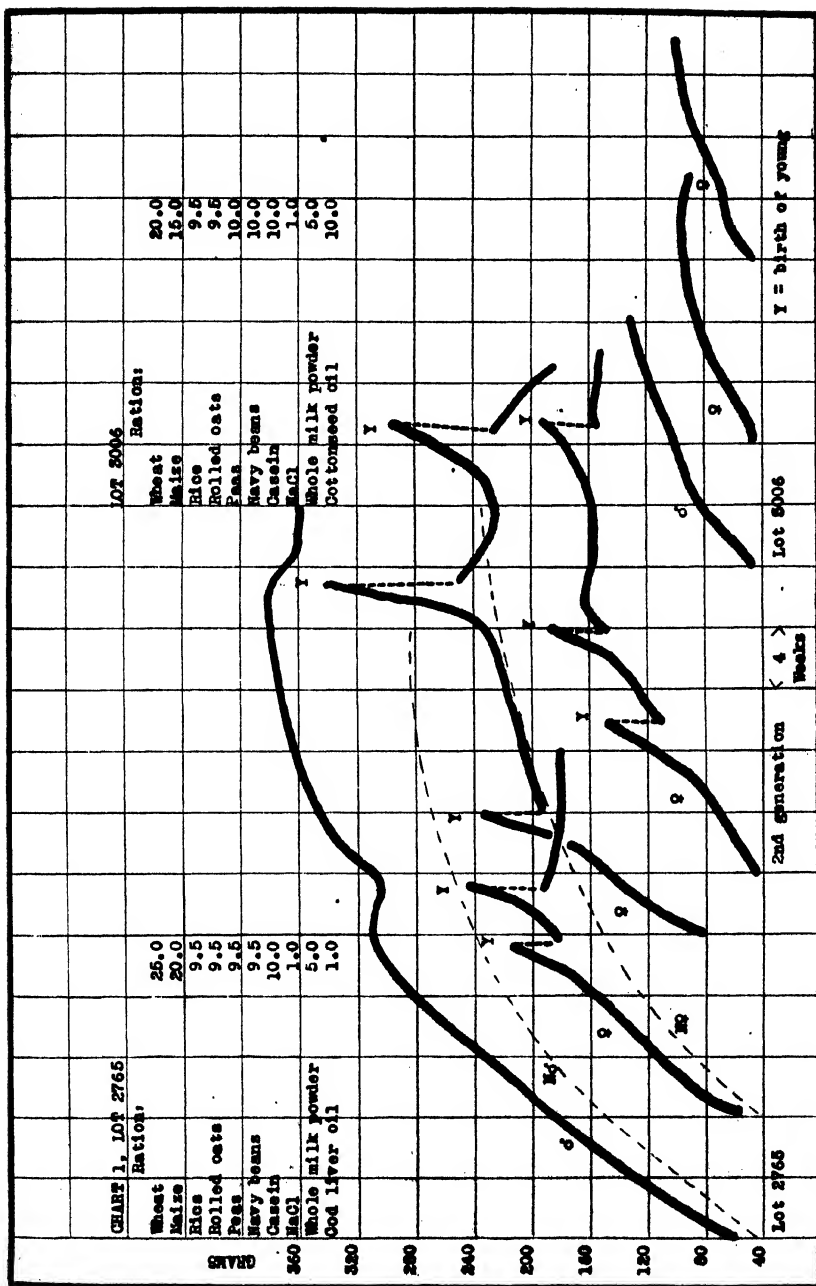 CHART 1, LOT 2765
Ration:
Wheat 25.0
Maize 20.0
Rice 9.5
Rolled oats 9.5
Peas 9.5
Navy beans 9.5
Casein 10.0
NaCl 1.0
Whole milk powder 5.0
Cod liver oil 1.0
LOT 3006
Ration:
Wheat 20.0
Maize 15.0
Rice 9.5
Rolled oats 9.5
Peas 10.0
Navy beans 10.0
Casein 10.0
NaCl 1.0
Whole milk powder 5.0
Cottonseed oil 10.0
GRAMS
360
320
280
240
200
160
120
80
40
♂
N♂
♀
N♀
♀
♀
♂
♀
♀
Y
Y
Y
Y
Y
Y
Y
Y
Lot 2765
2nd generation
< 4 >
Weeks
Lot 3006
Y = birth of young